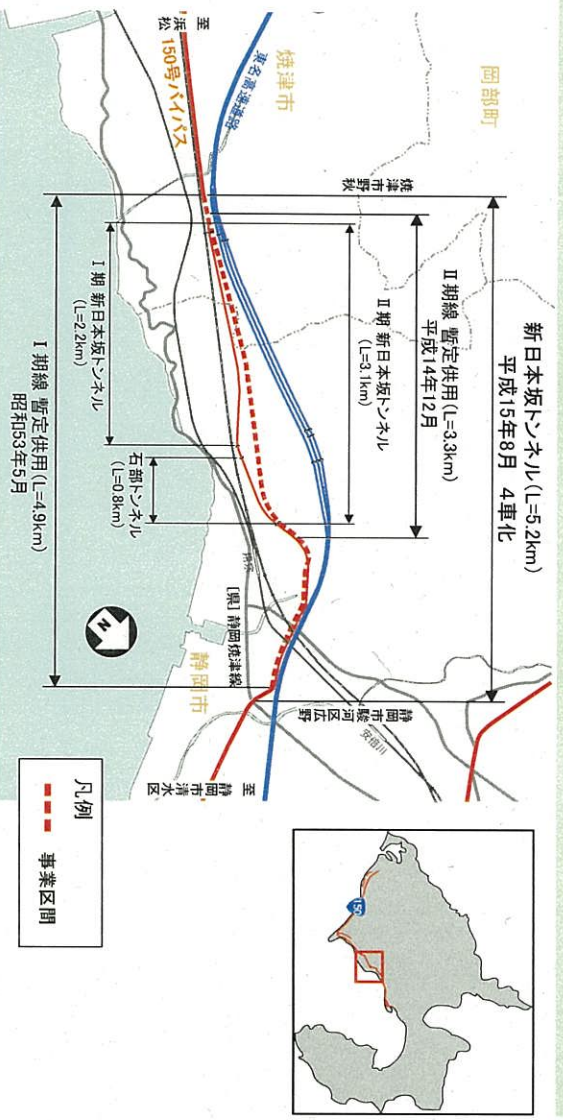 新日本坂トンネル(L=5.2km)
平成15年8月 4車化
Ⅱ期線 暫定供用(L=3.3km)
平成14年12月
Ⅱ期 新日本坂トンネル
(L=3.1km)
Ⅰ期 新日本坂トンネル
(L=2.2km)
石部トンネル
(L=0.8km)
Ⅰ期線 暫定供用(L=4.9km)
昭和53年5月
岡部町
焼津市
東名高速道路
至
浜松
150号バイパス
焼津市野秋
静岡市駿河区広野
安倍川
[県]静岡焼津線
静岡市
至
静岡市清水区
N
凡例
事業区間
150